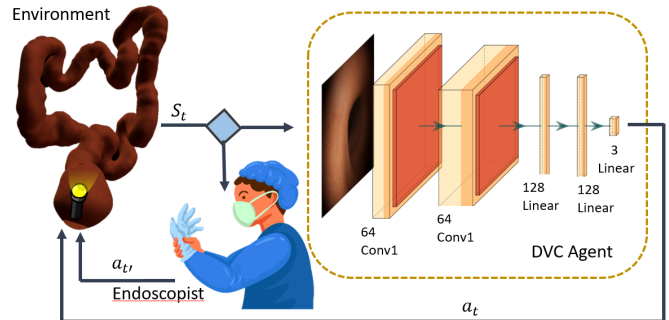 Environment
S_t
64
Conv1
64
Conv1
128
Linear
128
Linear
3
Linear
DVC Agent
a_t′
Endoscopist
a_t